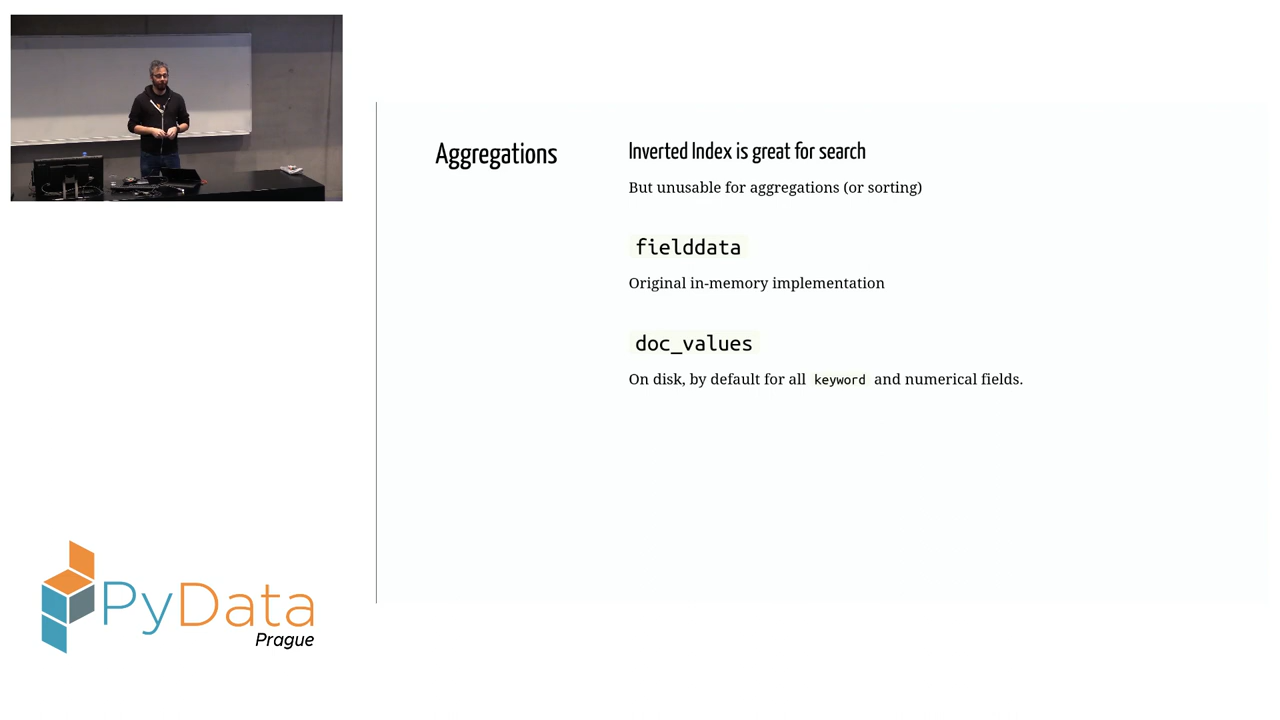 Aggregations
Inverted Index is great for search
But unusable for aggregations (or sorting)
fielddata
Original in-memory implementation
doc_values
On disk, by default for all keyword and numerical fields.
PyData
Prague